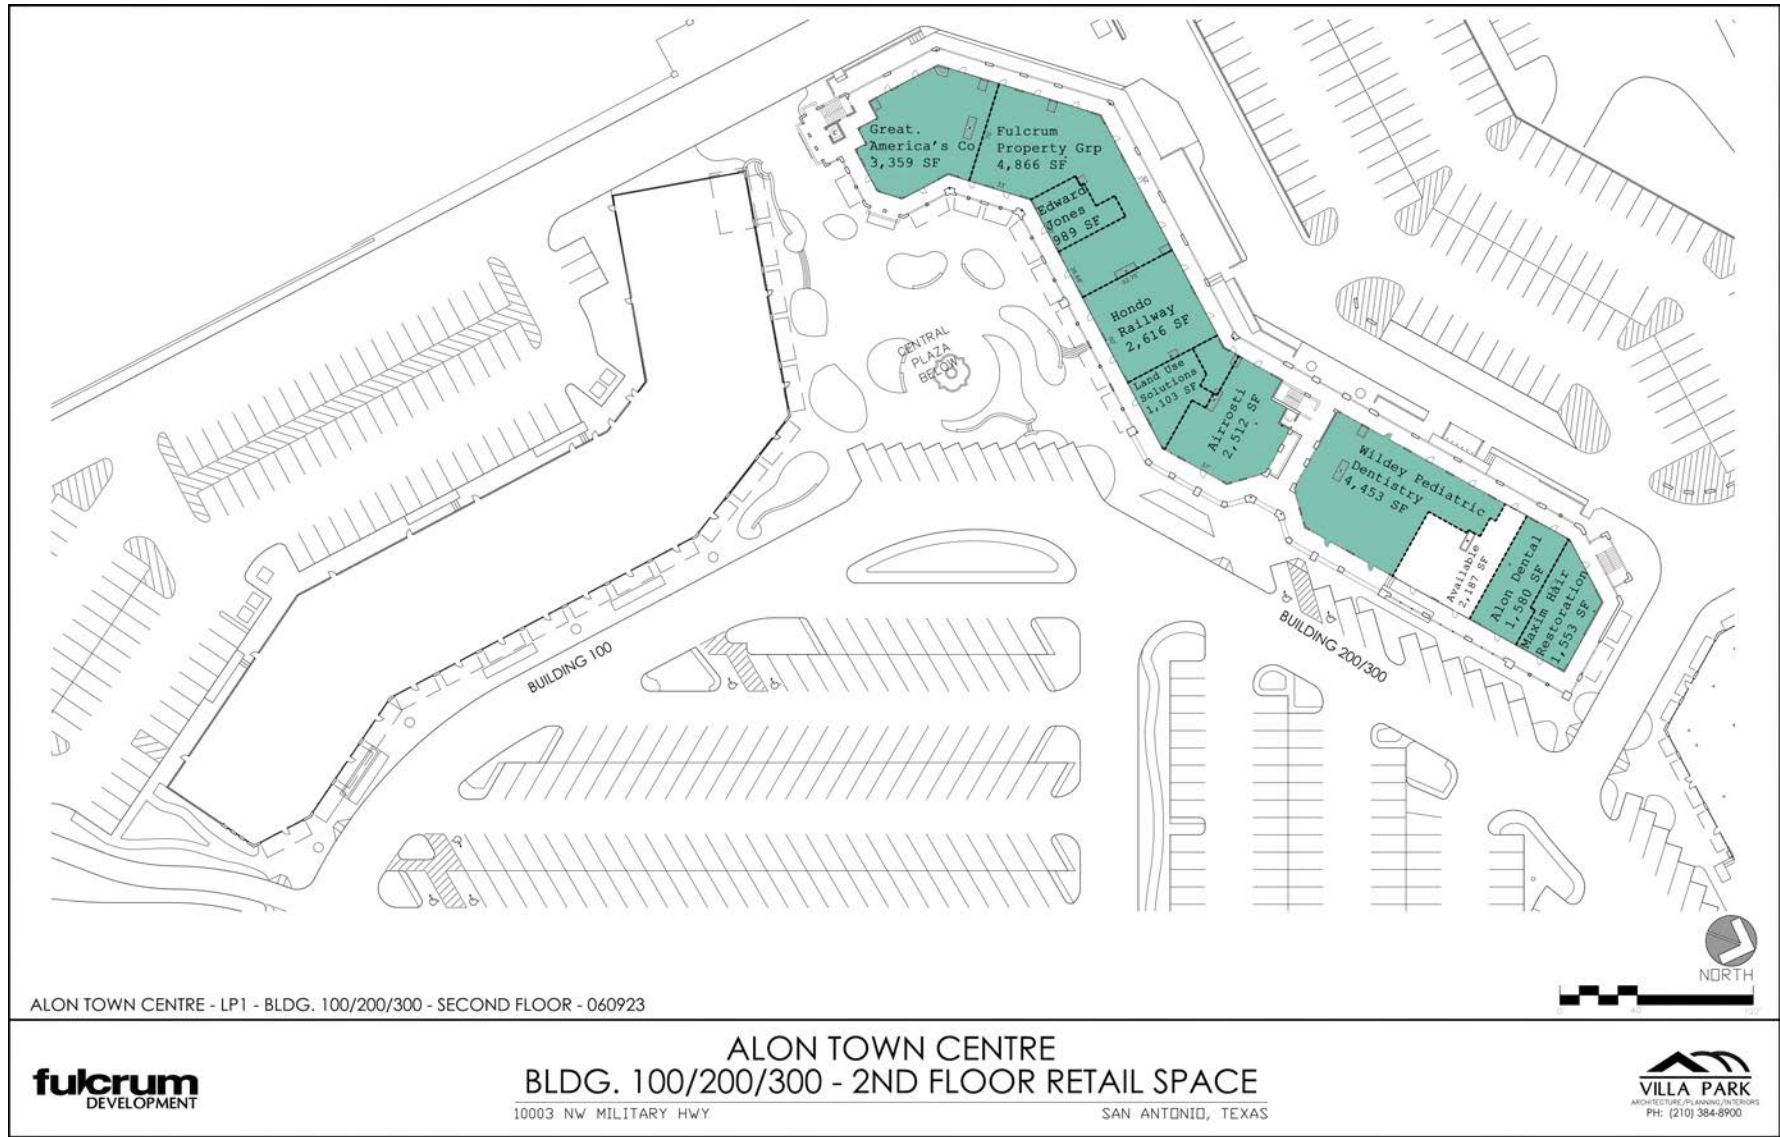 Great.
America's Co
3,359 SF
Fulcrum
Property Grp
4,866 SF
Edward
Jones
989 SF
Hondo
Railway
2,616 SF
Land Use
Solutions
1,103 SF
Airrosti
2,512 SF
Wildey Pediatric
Dentistry
4,453 SF
Available
2,187 SF
Alon Dental
1,580 SF
Maxim Hair
Restoration
1,553 SF
CENTRAL
PLAZA
BELOW
BUILDING 100
BUILDING 200/300
NORTH
0 40 100'
ALON TOWN CENTRE - LP1 - BLDG. 100/200/300 - SECOND FLOOR - 060923
fulcrum
DEVELOPMENT
ALON TOWN CENTRE
BLDG. 100/200/300 - 2ND FLOOR RETAIL SPACE
10003 NW MILITARY HWY SAN ANTONIO, TEXAS
VILLA PARK
ARCHITECTURE/PLANNING/INTERIORS
PH: (210) 384-8900